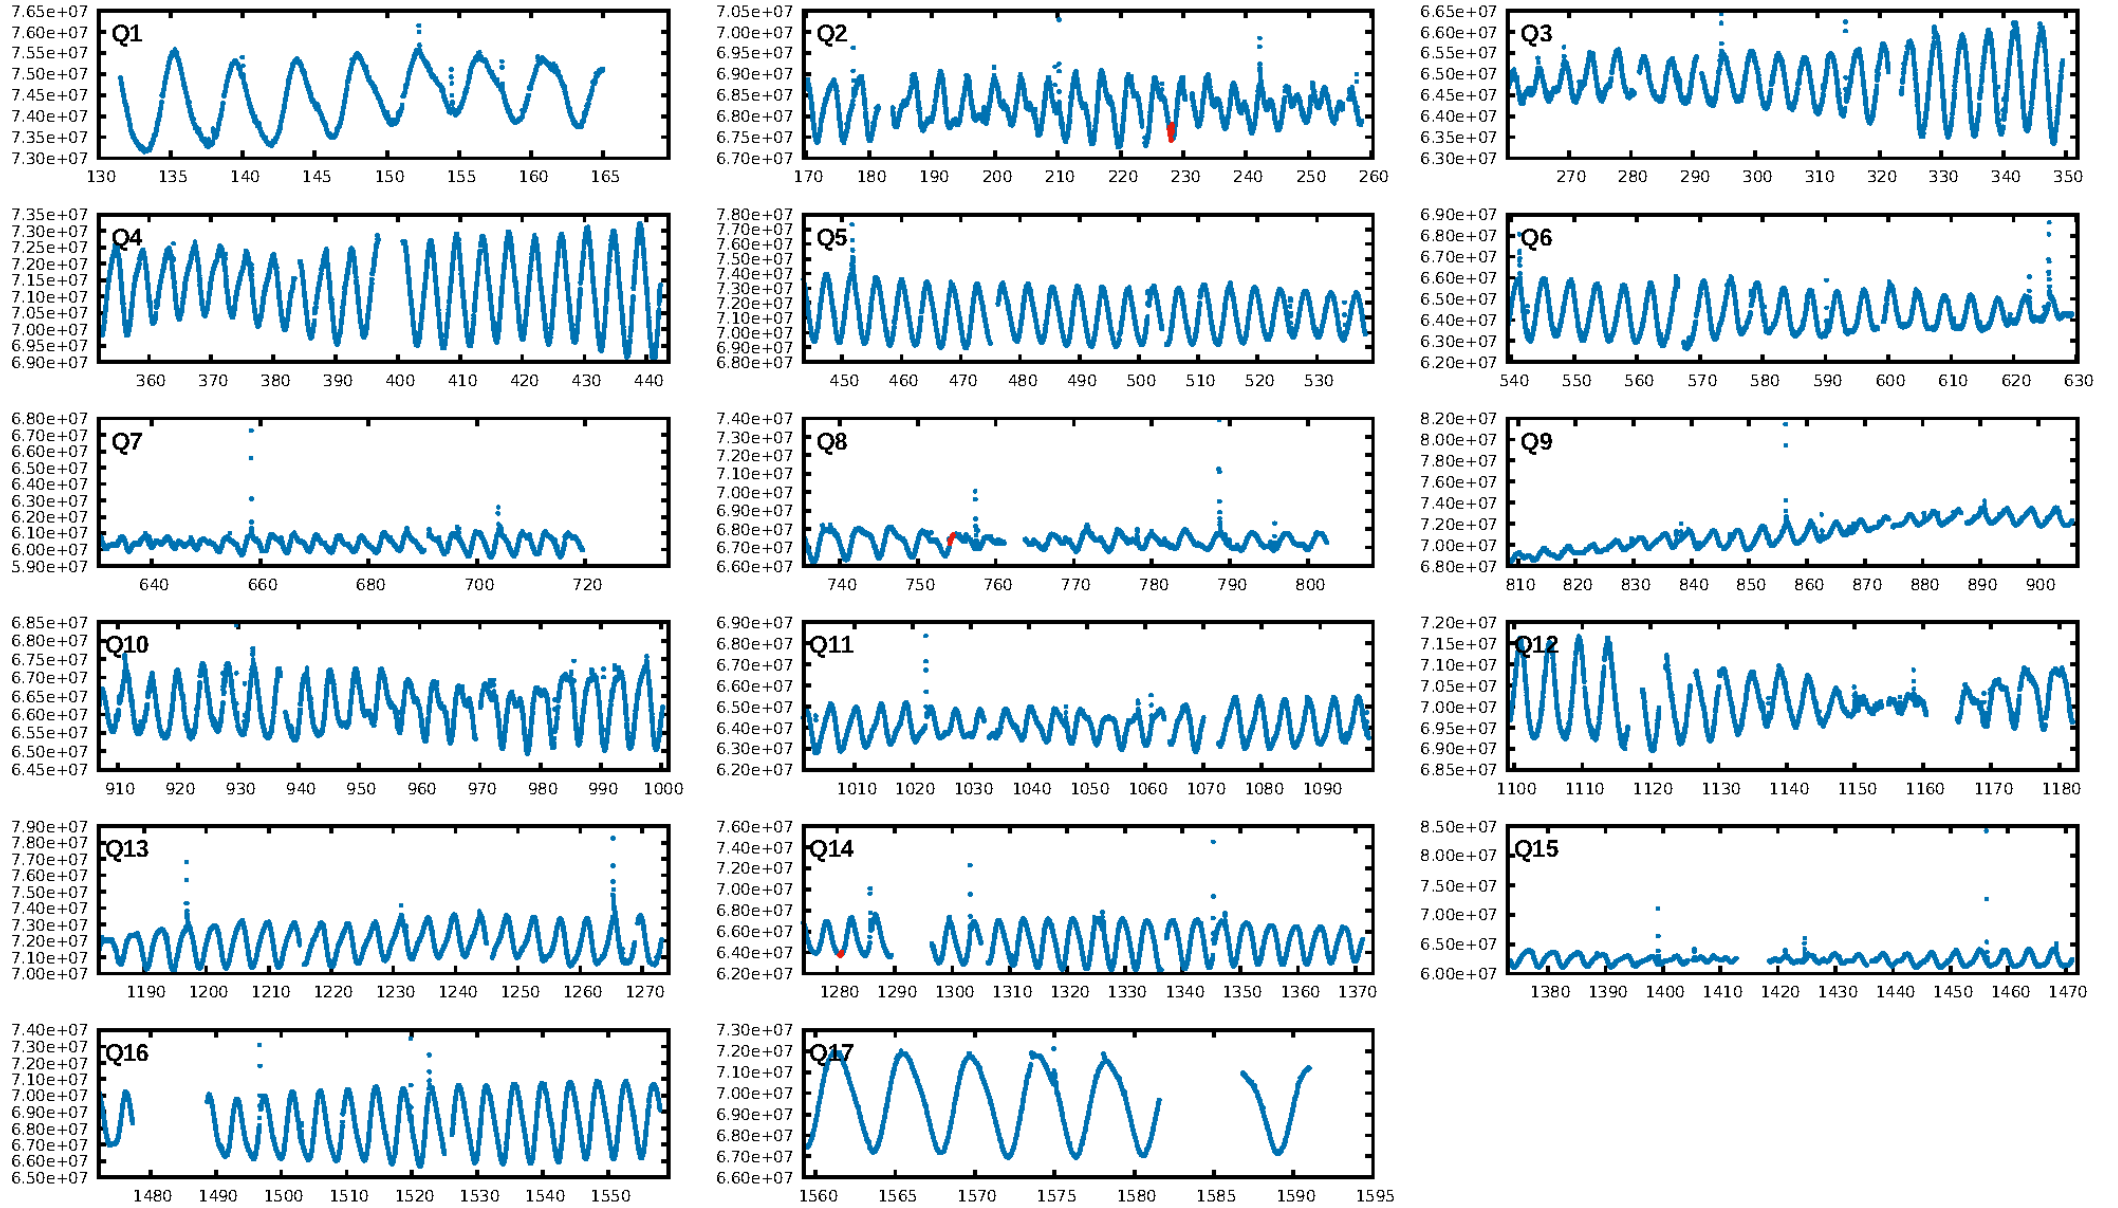 Q1
7.65e+07
7.60e+07
7.55e+07
7.50e+07
7.45e+07
7.40e+07
7.35e+07
7.30e+07
130 135 140 145 150 155 160 165
Q2
7.05e+07
7.00e+07
6.95e+07
6.90e+07
6.85e+07
6.80e+07
6.75e+07
6.70e+07
170 180 190 200 210 220 230 240 250 260
Q3
6.65e+07
6.60e+07
6.55e+07
6.50e+07
6.45e+07
6.40e+07
6.35e+07
6.30e+07
270 280 290 300 310 320 330 340 350
Q4
7.35e+07
7.30e+07
7.25e+07
7.20e+07
7.15e+07
7.10e+07
7.05e+07
7.00e+07
6.95e+07
6.90e+07
360 370 380 390 400 410 420 430 440
Q5
7.80e+07
7.70e+07
7.60e+07
7.50e+07
7.40e+07
7.30e+07
7.20e+07
7.10e+07
7.00e+07
6.90e+07
6.80e+07
450 460 470 480 490 500 510 520 530
Q6
6.90e+07
6.80e+07
6.70e+07
6.60e+07
6.50e+07
6.40e+07
6.30e+07
6.20e+07
540 550 560 570 580 590 600 610 620 630
Q7
6.80e+07
6.70e+07
6.60e+07
6.50e+07
6.40e+07
6.30e+07
6.20e+07
6.10e+07
6.00e+07
5.90e+07
640 660 680 700 720
Q8
7.40e+07
7.30e+07
7.20e+07
7.10e+07
7.00e+07
6.90e+07
6.80e+07
6.70e+07
6.60e+07
740 750 760 770 780 790 800
Q9
8.20e+07
8.00e+07
7.80e+07
7.60e+07
7.40e+07
7.20e+07
7.00e+07
6.80e+07
810 820 830 840 850 860 870 880 890 900
Q10
6.85e+07
6.80e+07
6.75e+07
6.70e+07
6.65e+07
6.60e+07
6.55e+07
6.50e+07
6.45e+07
910 920 930 940 950 960 970 980 990 1000
Q11
6.90e+07
6.80e+07
6.70e+07
6.60e+07
6.50e+07
6.40e+07
6.30e+07
6.20e+07
1010 1020 1030 1040 1050 1060 1070 1080 1090
Q12
7.20e+07
7.15e+07
7.10e+07
7.05e+07
7.00e+07
6.95e+07
6.90e+07
6.85e+07
1100 1110 1120 1130 1140 1150 1160 1170 1180
Q13
7.90e+07
7.80e+07
7.70e+07
7.60e+07
7.50e+07
7.40e+07
7.30e+07
7.20e+07
7.10e+07
7.00e+07
1190 1200 1210 1220 1230 1240 1250 1260 1270
Q14
7.60e+07
7.40e+07
7.20e+07
7.00e+07
6.80e+07
6.60e+07
6.40e+07
6.20e+07
1280 1290 1300 1310 1320 1330 1340 1350 1360 1370
Q15
8.50e+07
8.00e+07
7.50e+07
7.00e+07
6.50e+07
6.00e+07
1380 1390 1400 1410 1420 1430 1440 1450 1460 1470
Q16
7.40e+07
7.30e+07
7.20e+07
7.10e+07
7.00e+07
6.90e+07
6.80e+07
6.70e+07
6.60e+07
6.50e+07
1480 1490 1500 1510 1520 1530 1540 1550
Q17
7.30e+07
7.20e+07
7.10e+07
7.00e+07
6.90e+07
6.80e+07
6.70e+07
6.60e+07
1560 1565 1570 1575 1580 1585 1590 1595